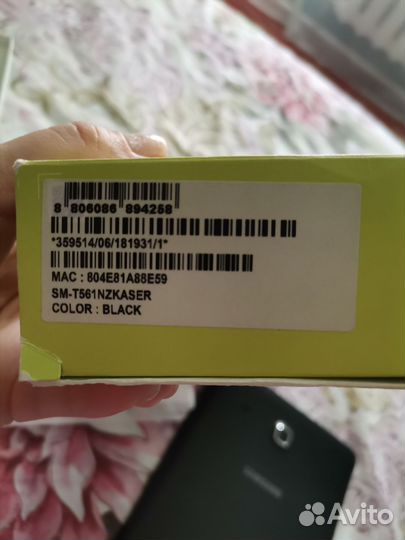 8 806086 894258
*359514/06/181931/1*
MAC : 804E81A88E59
SM-T561NZKASER
COLOR : BLACK
SAMSUNG
Avito